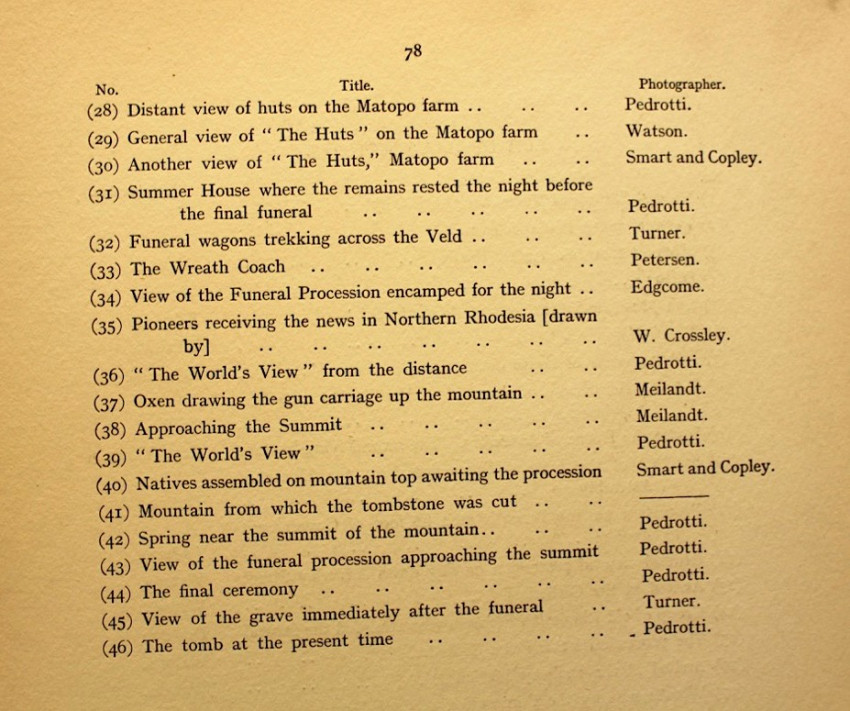 78
No. Title. Photographer.
(28) Distant view of huts on the Matopo farm .. .. .. Pedrotti.
(29) General view of "The Huts" on the Matopo farm .. Watson.
(30) Another view of "The Huts," Matopo farm .. .. Smart and Copley.
(31) Summer House where the remains rested the night before
the final funeral .. .. .. .. .. Pedrotti.
(32) Funeral wagons trekking across the Veld .. .. .. Turner.
(33) The Wreath Coach .. .. .. .. .. .. Petersen.
(34) View of the Funeral Procession encamped for the night .. Edgcome.
(35) Pioneers receiving the news in Northern Rhodesia [drawn
by] .. .. .. .. .. .. .. W. Crossley.
(36) "The World's View" from the distance .. .. Pedrotti.
(37) Oxen drawing the gun carriage up the mountain .. .. Meilandt.
(38) Approaching the Summit .. .. .. .. .. Meilandt.
(39) "The World's View" .. .. .. .. .. Pedrotti.
(40) Natives assembled on mountain top awaiting the procession Smart and Copley.
(41) Mountain from which the tombstone was cut .. .. ———
(42) Spring near the summit of the mountain.. .. .. Pedrotti.
(43) View of the funeral procession approaching the summit Pedrotti.
(44) The final ceremony .. .. .. .. .. .. Pedrotti.
(45) View of the grave immediately after the funeral .. Turner.
(46) The tomb at the present time .. .. .. .. Pedrotti.